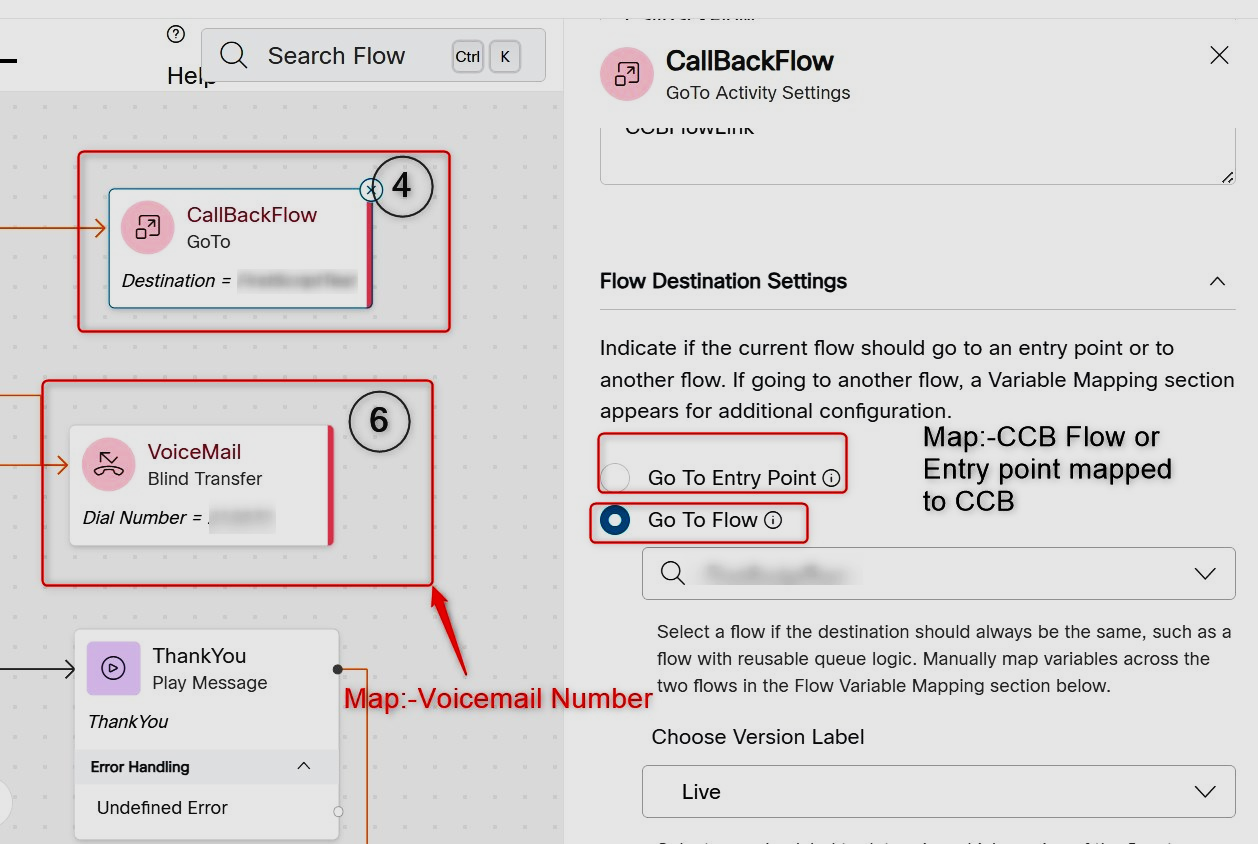 Help
Search Flow
Ctrl K
CallBackFlow
GoTo Activity Settings
CCBFlowLink
4
CallBackFlow
GoTo
Destination =
6
VoiceMail
Blind Transfer
Dial Number =
Map:-Voicemail Number
ThankYou
Play Message
ThankYou
Error Handling
Undefined Error
Flow Destination Settings
Indicate if the current flow should go to an entry point or to
another flow. If going to another flow, a Variable Mapping section
appears for additional configuration.
Map:-CCB Flow or
Entry point mapped
to CCB
Go To Entry Point
Go To Flow
Select a flow if the destination should always be the same, such as a
flow with reusable queue logic. Manually map variables across the
two flows in the Flow Variable Mapping section below.
Choose Version Label
Live